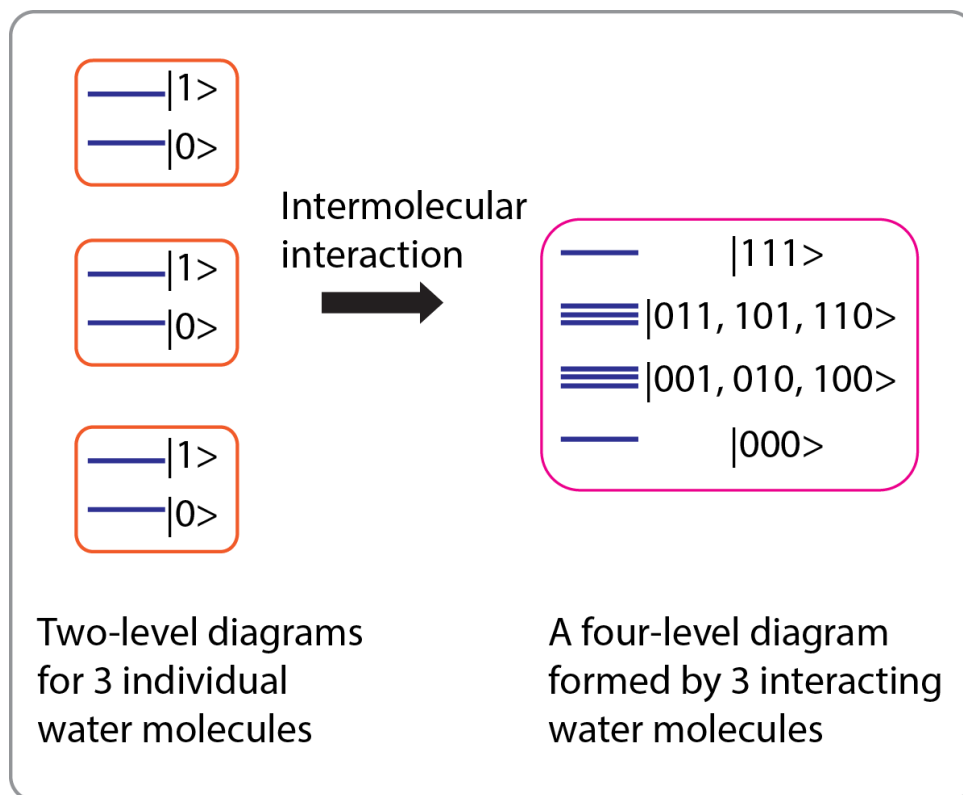 |1>
|0>
|1>
|0>
|1>
|0>
Intermolecular
interaction
|111>
|011, 101, 110>
|001, 010, 100>
|000>
Two-level diagrams
for 3 individual
water molecules
A four-level diagram
formed by 3 interacting
water molecules